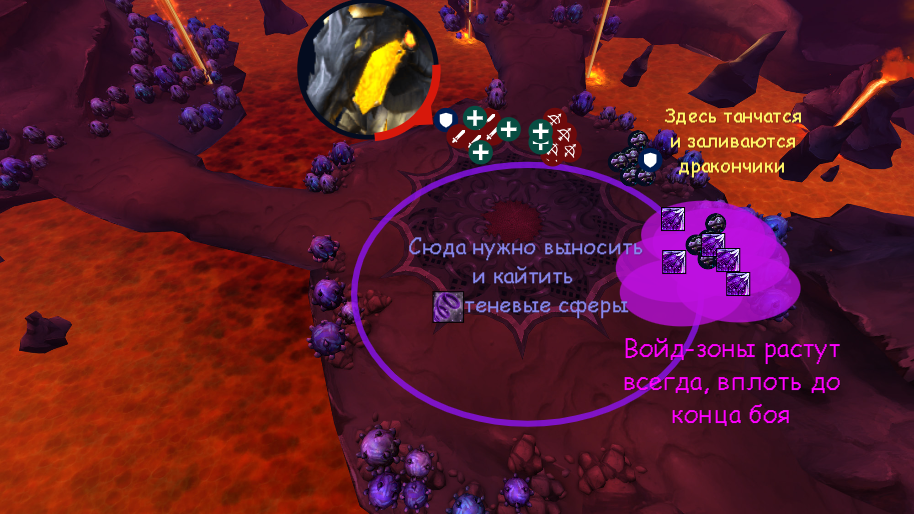 Здесь танчатся
и заливаются
дракончики
Сюда нужно выносить
и кайтить
теневые сферы
Войд-зоны растут
всегда, вплоть до
конца боя